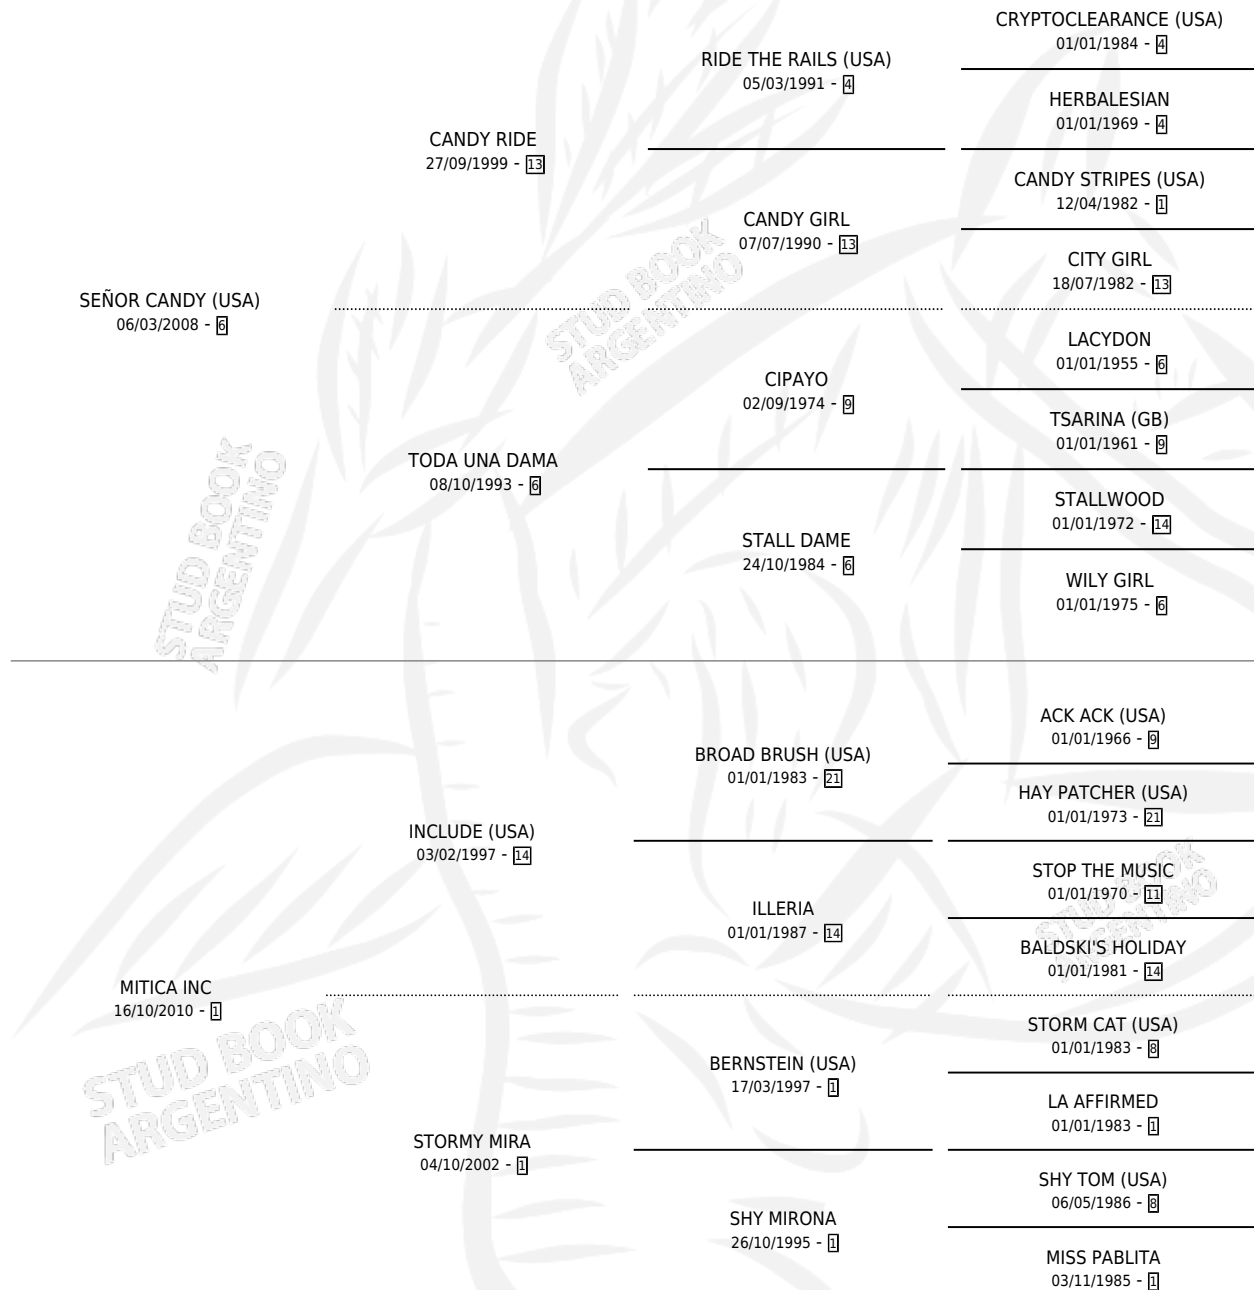 CRYPTOCLEARANCE (USA)
01/01/1984 - 4
RIDE THE RAILS (USA)
05/03/1991 - 4
HERBALESIAN
01/01/1969 - 4
CANDY RIDE
27/09/1999 - 13
CANDY STRIPES (USA)
12/04/1982 - 1
CANDY GIRL
07/07/1990 - 13
CITY GIRL
18/07/1982 - 13
SEÑOR CANDY (USA)
06/03/2008 - 6
LACYDON
01/01/1955 - 6
CIPAYO
02/09/1974 - 9
TSARINA (GB)
01/01/1961 - 9
TODA UNA DAMA
08/10/1993 - 6
STALLWOOD
01/01/1972 - 14
STALL DAME
24/10/1984 - 6
WILY GIRL
01/01/1975 - 6
ACK ACK (USA)
01/01/1966 - 9
BROAD BRUSH (USA)
01/01/1983 - 21
HAY PATCHER (USA)
01/01/1973 - 21
INCLUDE (USA)
03/02/1997 - 14
STOP THE MUSIC
01/01/1970 - 11
ILLERIA
01/01/1987 - 14
BALDSKI'S HOLIDAY
01/01/1981 - 14
MITICA INC
16/10/2010 - 1
STORM CAT (USA)
01/01/1983 - 8
BERNSTEIN (USA)
17/03/1997 - 1
LA AFFIRMED
01/01/1983 - 1
STORMY MIRA
04/10/2002 - 1
SHY TOM (USA)
06/05/1986 - 8
SHY MIRONA
26/10/1995 - 1
MISS PABLITA
03/11/1985 - 1
STUD BOOK
ARGENTINO
STUD BOOK
ARGENTINO
STUD BOOK
ARGENTINO
STUD BOOK
ARGENTINO